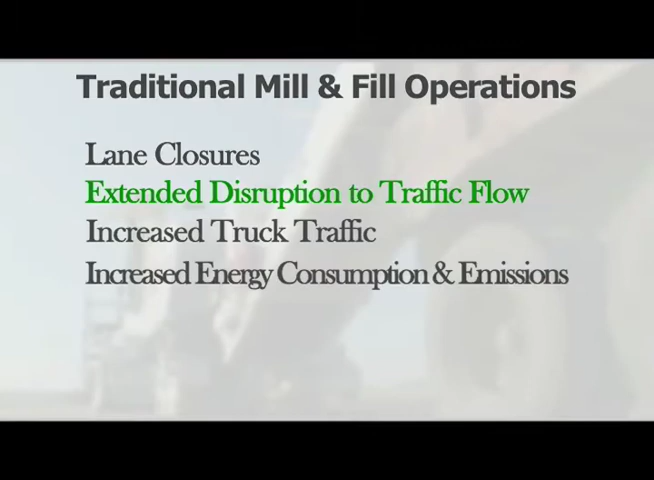 Traditional Mill & Fill Operations
Lane Closures
Extended Disruption to Traffic Flow
Increased Truck Traffic
Increased Energy Consumption & Emissions